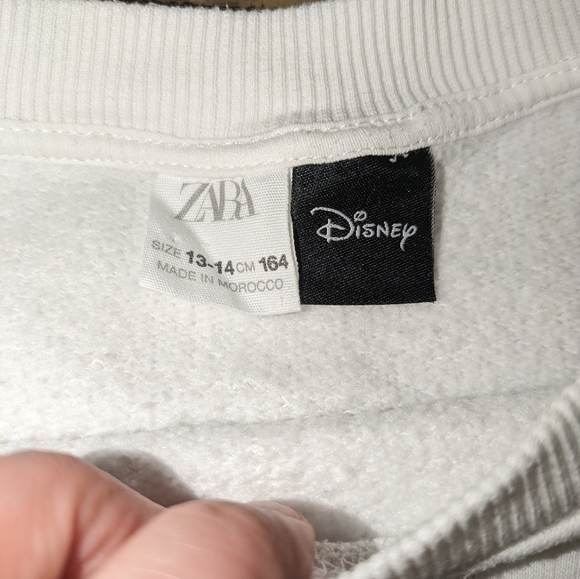 ZARA
SIZE 13-14 CM 164
MADE IN MOROCCO
Disney